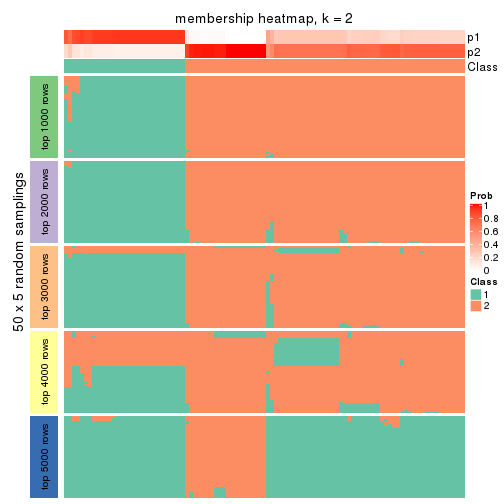 membership heatmap, k = 2
p1
p2
Class
50 x 5 random samplings
top 1000 rows
top 2000 rows
top 3000 rows
top 4000 rows
top 5000 rows
Prob
1
0.8
0.6
0.4
0.2
0
Class
1
2